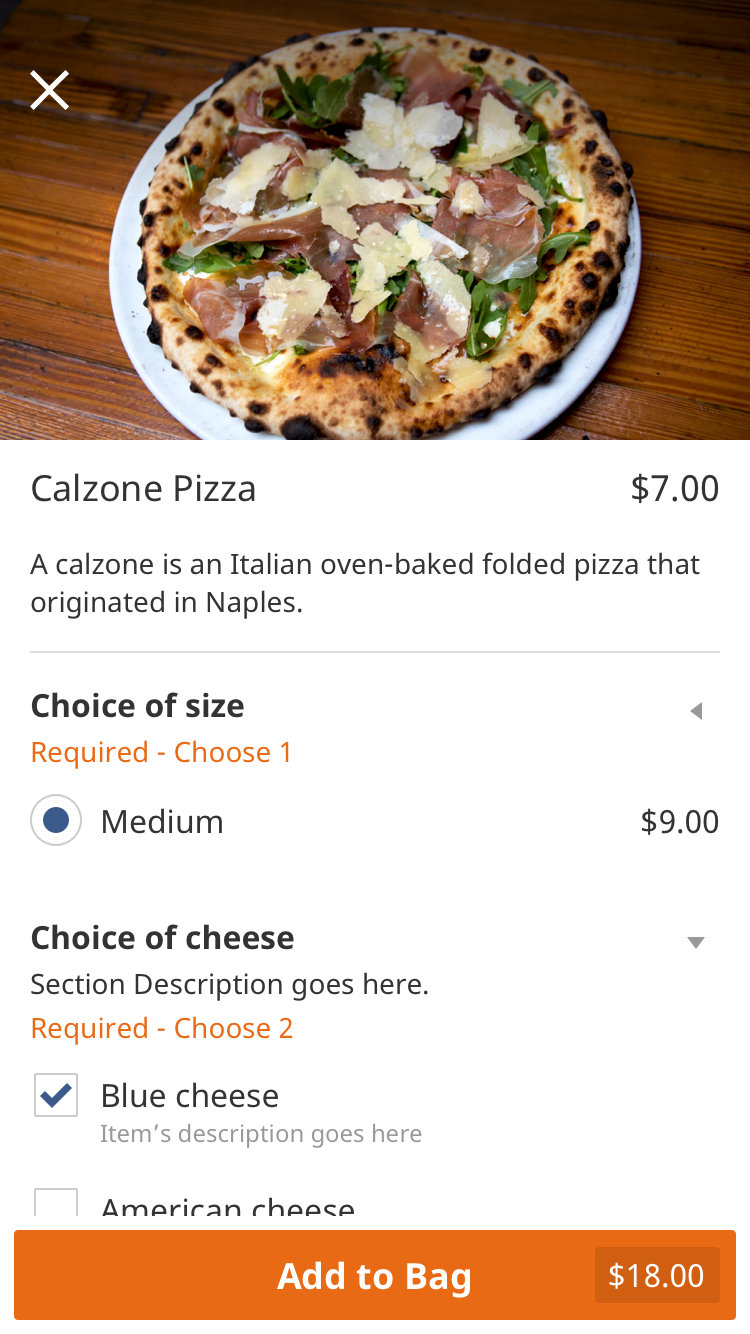 Calzone Pizza $7.00
A calzone is an Italian oven-baked folded pizza that
originated in Naples.
Choice of size
Required - Choose 1
Medium $9.00
Choice of cheese
Section Description goes here.
Required - Choose 2
Blue cheese
Item’s description goes here
American cheese
Add to Bag $18.00